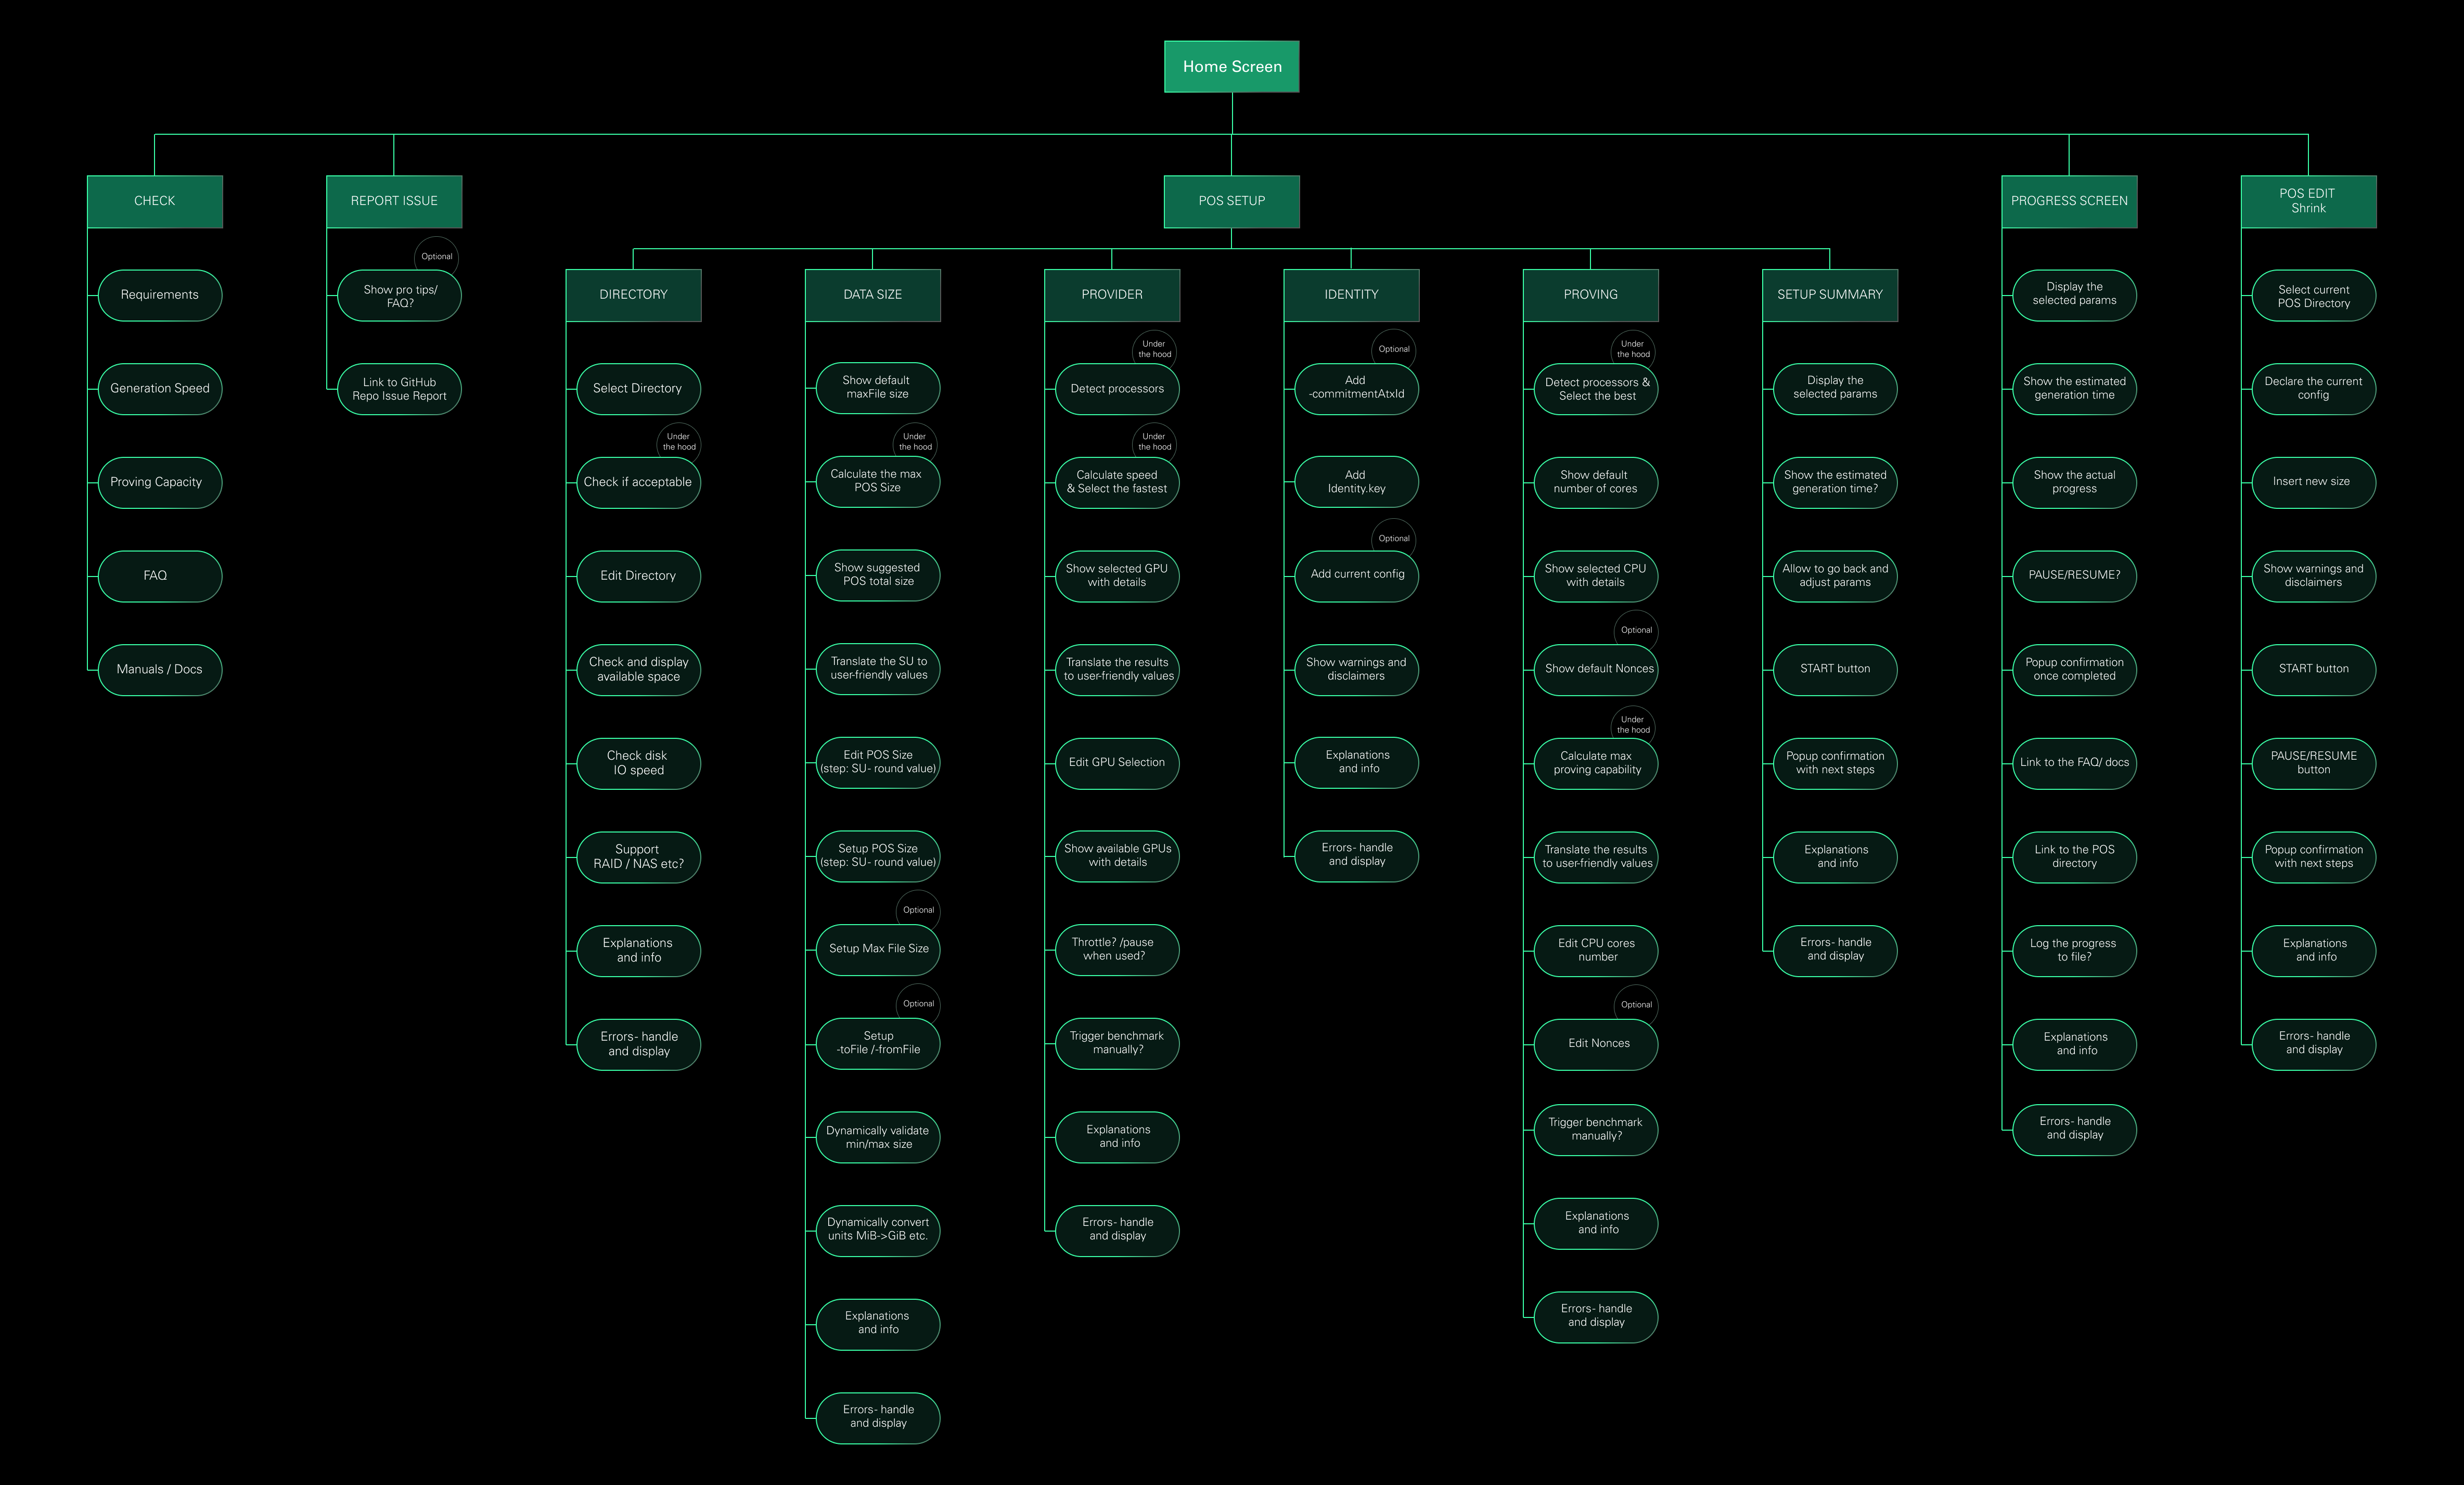 Home Screen
CHECK
Requirements
Generation Speed
Proving Capacity
FAQ
Manuals / Docs
REPORT ISSUE
Optional
Show pro tips/
FAQ?
Link to GitHub
Repo Issue Report
POS SETUP
DIRECTORY
Select Directory
Under
the hood
Check if acceptable
Edit Directory
Check and display
available space
Check disk
IO speed
Support
RAID / NAS etc?
Explanations
and info
Errors- handle
and display
DATA SIZE
Show default
maxFile size
Under
the hood
Calculate the max
POS Size
Show suggested
POS total size
Translate the SU to
user-friendly values
Edit POS Size
(step: SU- round value)
Setup POS Size
(step: SU- round value)
Optional
Setup Max File Size
Optional
Setup
-toFile /-fromFile
Dynamically validate
min/max size
Dynamically convert
units MiB->GiB etc.
Explanations
and info
Errors- handle
and display
PROVIDER
Under
the hood
Detect processors
Under
the hood
Calculate speed
& Select the fastest
Show selected GPU
with details
Translate the results
to user-friendly values
Edit GPU Selection
Show available GPUs
with details
Throttle? /pause
when used?
Trigger benchmark
manually?
Explanations
and info
Errors- handle
and display
IDENTITY
Optional
Add
-commitmentAtxId
Add
Identity.key
Optional
Add current config
Show warnings and
disclaimers
Explanations
and info
Errors- handle
and display
PROVING
Under
the hood
Detect processors &
Select the best
Show default
number of cores
Show selected CPU
with details
Optional
Show default Nonces
Under
the hood
Calculate max
proving capability
Translate the results
to user-friendly values
Edit CPU cores
number
Optional
Edit Nonces
Trigger benchmark
manually?
Explanations
and info
Errors- handle
and display
SETUP SUMMARY
Display the
selected params
Show the estimated
generation time?
Allow to go back and
adjust params
START button
Popup confirmation
with next steps
Explanations
and info
Errors- handle
and display
PROGRESS SCREEN
Display the
selected params
Show the estimated
generation time
Show the actual
progress
PAUSE/RESUME?
Popup confirmation
once completed
Link to the FAQ/ docs
Link to the POS
directory
Log the progress
to file?
Explanations
and info
Errors- handle
and display
POS EDIT
Shrink
Select current
POS Directory
Declare the current
config
Insert new size
Show warnings and
disclaimers
START button
PAUSE/RESUME
button
Popup confirmation
with next steps
Explanations
and info
Errors- handle
and display